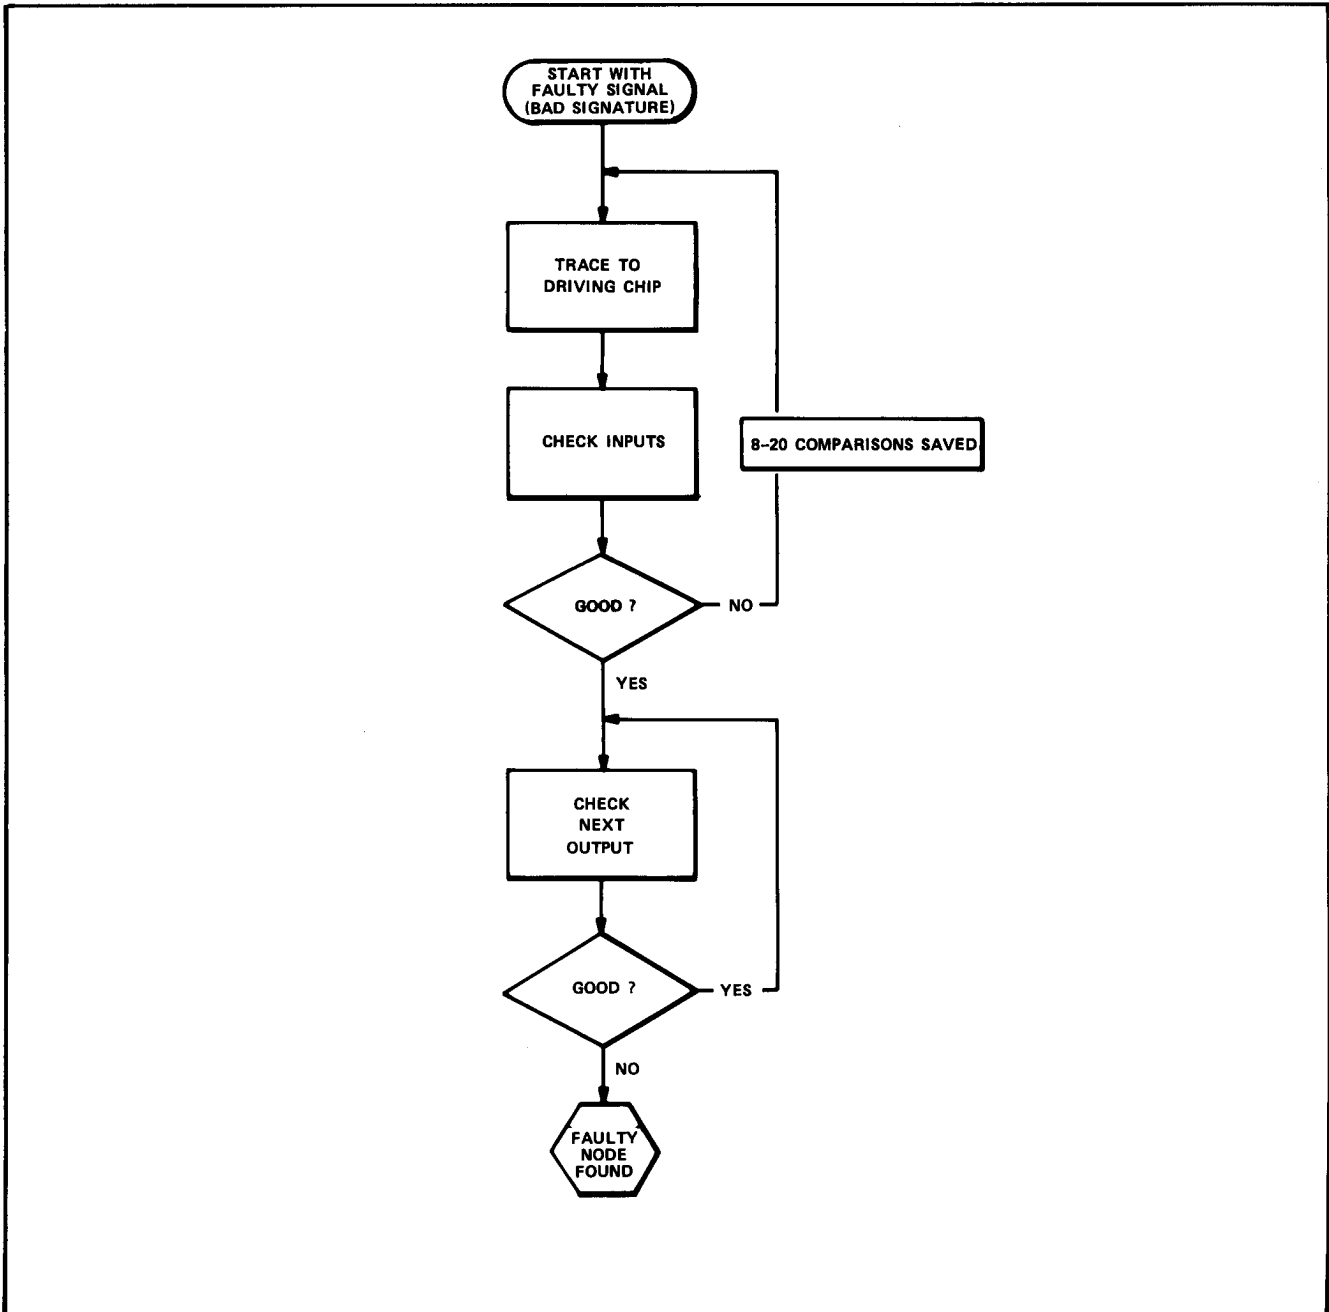 START WITH
FAULTY SIGNAL
(BAD SIGNATURE)
TRACE TO
DRIVING CHIP
CHECK INPUTS
8-20 COMPARISONS SAVED
GOOD ?
NO
YES
CHECK
NEXT
OUTPUT
GOOD ?
YES
NO
FAULTY
NODE
FOUND